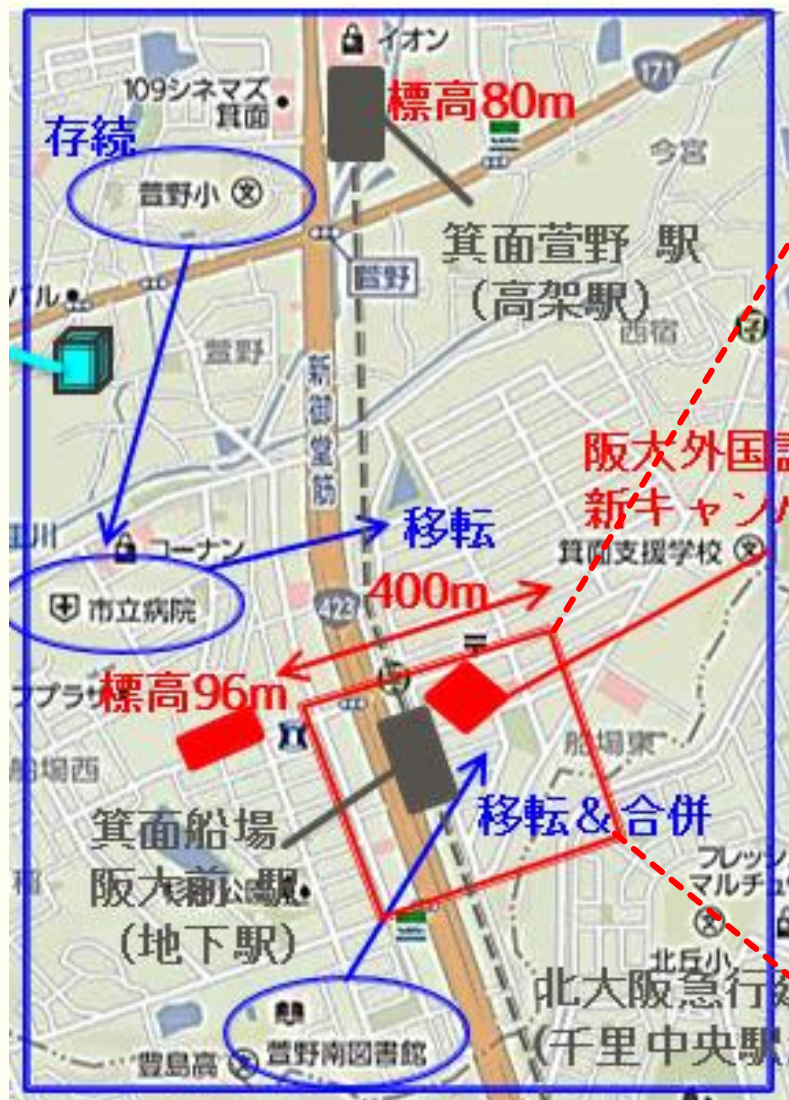 イオン
109シネマズ
箕面
標高80m
171
存続
今宮
萱野小
箕面萱野 駅
(高架駅)
萱野
西宿
萱野
新御堂筋
阪大外国
新キャン
コーナン
移転
箕面支援学校
400m
423
市立病院
標高96m
船場東
船場西
移転&合併
箕面船場
阪大前 駅
(地下駅)
フレッシ
マルチュ
北丘小
北大阪急行
(千里中央駅
萱野南図書館
豊島高